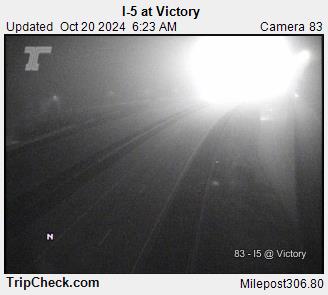 I-5 at Victory
Updated Oct 20 2024 6:23 AM Camera 83
T
N
83 - I5 @ Victory
TripCheck.com Milepost306.80